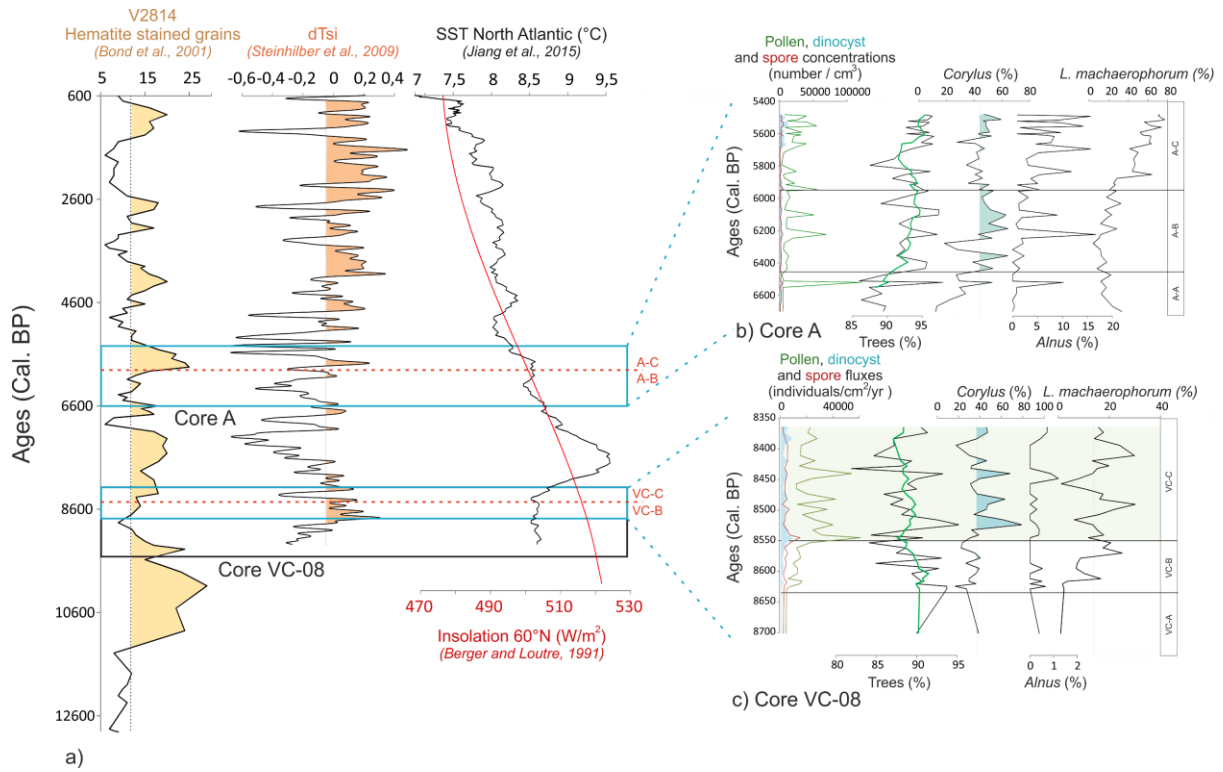 V2814
Hematite stained grains
(Bond et al., 2001)
5 15 25
dTsi
(Steinhilber et al., 2009)
-0,6 -0,4 -0,2 0 0,2 0,4
SST North Atlantic (°C)
(Jiang et al., 2015)
7 7,5 8 8,5 9 9,5
Ages (Cal. BP)
600
2600
4600
6600
8600
10600
12600
A-C
A-B
Core A
VC-C
VC-B
Core VC-08
470 490 510 530
Insolation 60°N (W/m²)
(Berger and Loutre, 1991)
a)
Pollen, dinocyst
and spore concentrations
(number / cm³)
0 50000 100000
Corylus (%)
0 20 40 60 80
L. machaerophorum (%)
0 20 40 60 80
Ages (Cal. BP)
5400
5600
5800
6000
6200
6400
6600
A-C
A-B
A-A
85 90 95
Trees (%)
0 5 10 15 20
Alnus (%)
b) Core A
Pollen, dinocyst
and spore fluxes
(individuals/cm²/yr)
0 40000
Corylus (%)
0 20 40 60 80 100
L. machaerophorum (%)
0 20 40
Ages (Cal. BP)
8350
8400
8450
8500
8550
8600
8650
8700
VC-C
VC-B
VC-A
80 85 90 95
Trees (%)
0 1 2
Alnus (%)
c) Core VC-08